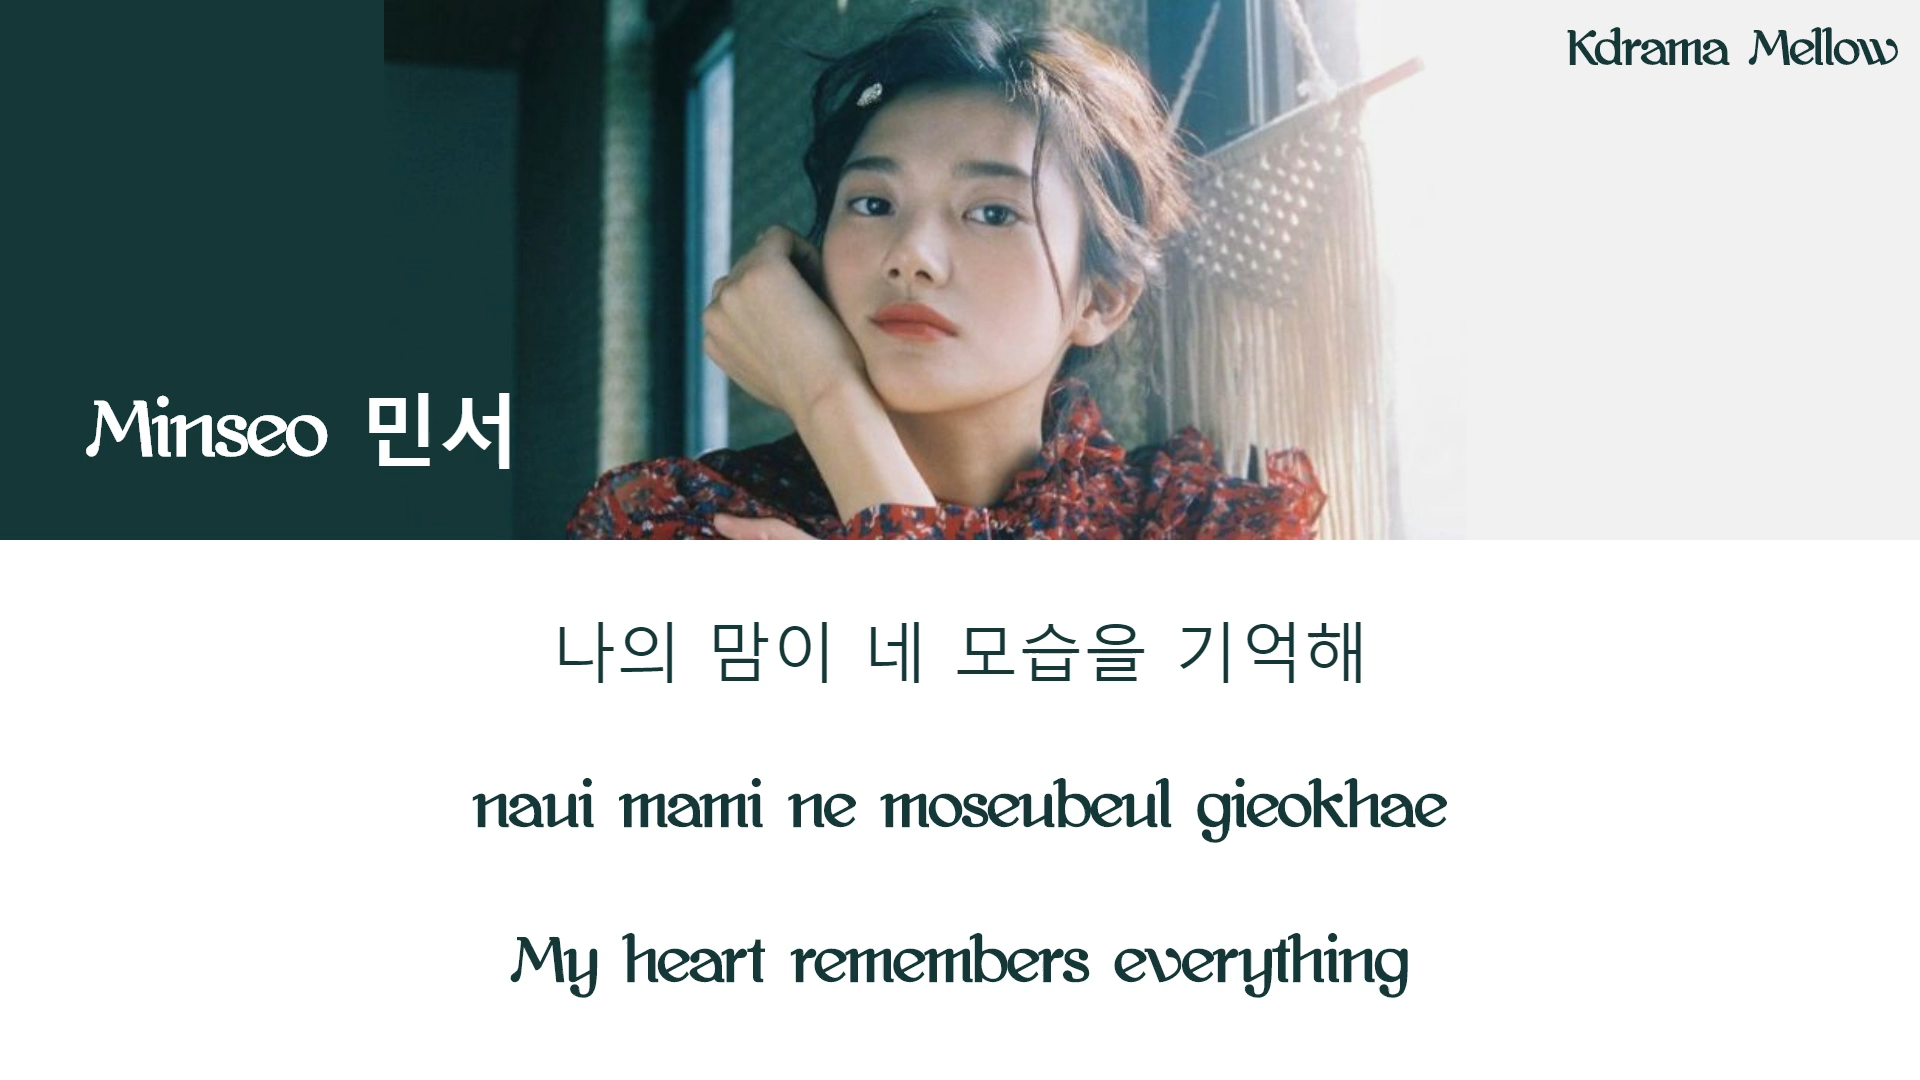 Kdrama Mellow
Minseo 민서
나의 맘이 네 모습을 기억해
naui mami ne moseubeul gieokhae
My heart remembers everything